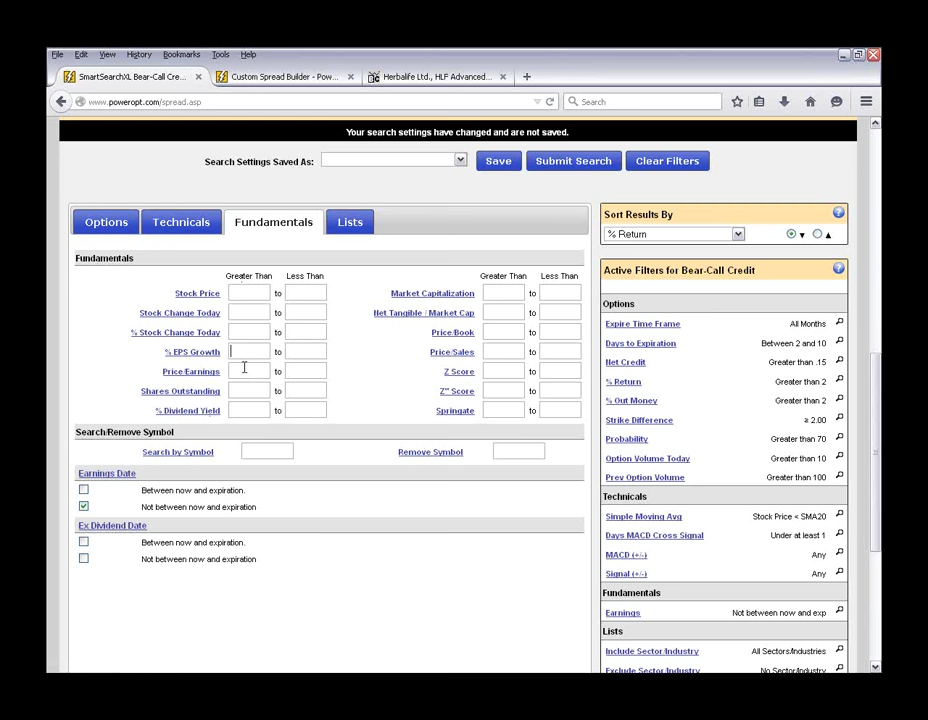 File Edit View History Bookmarks Tools Help
SmartSearchXL Bear-Call Cre... × Custom Spread Builder - Pow... × Herbalife Ltd., HLF Advanced... × +
www.poweropt.com/spread.asp Search
Your search settings have changed and are not saved.
Search Settings Saved As: Save Submit Search Clear Filters
Options Technicals Fundamentals Lists
Fundamentals
Greater Than Less Than Greater Than Less Than
Stock Price to Market Capitalization to
Stock Change Today to Net Tangible / Market Cap to
% Stock Change Today to Price/Book to
% EPS Growth to Price/Sales to
Price/Earnings to Z Score to
Shares Outstanding to Z" Score to
% Dividend Yield to Springate to
Search/Remove Symbol
Search by Symbol Remove Symbol
Earnings Date
Between now and expiration.
Not between now and expiration
Ex Dividend Date
Between now and expiration.
Not between now and expiration
Sort Results By
% Return
Active Filters for Bear-Call Credit
Options
Expire Time Frame All Months
Days to Expiration Between 2 and 10
Net Credit Greater than .15
% Return Greater than 2
% Out Money Greater than 2
Strike Difference ≥ 2.00
Probability Greater than 70
Option Volume Today Greater than 10
Prev Option Volume Greater than 100
Technicals
Simple Moving Avg Stock Price < SMA20
Days MACD Cross Signal Under at least 1
MACD (+/-) Any
Signal (+/-) Any
Fundamentals
Earnings Not between now and exp
Lists
Include Sector/Industry All Sectors/Industries
Exclude Sector/Industry No Sector/Industry